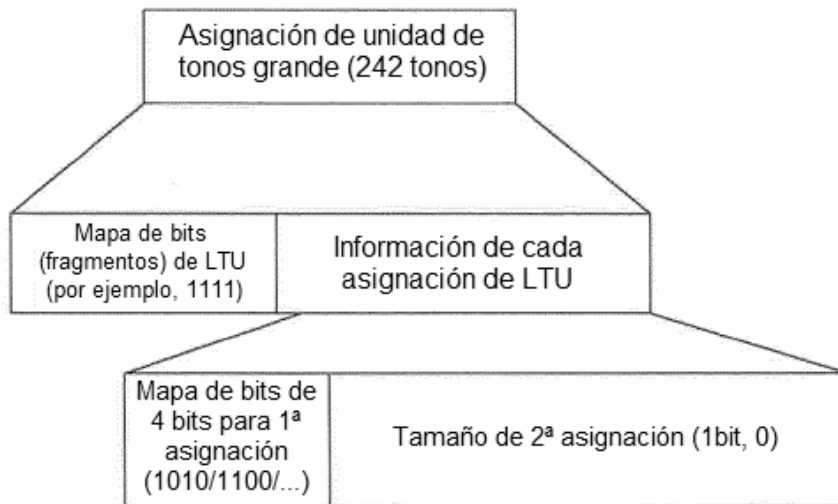 Asignación de unidad de
tonos grande (242 tonos)
Mapa de bits
(fragmentos) de LTU
(por ejemplo, 1111)
Información de cada
asignación de LTU
Mapa de bits de
4 bits para 1ª
asignación
(1010/1100/...)
Tamaño de 2ª asignación (1bit, 0)